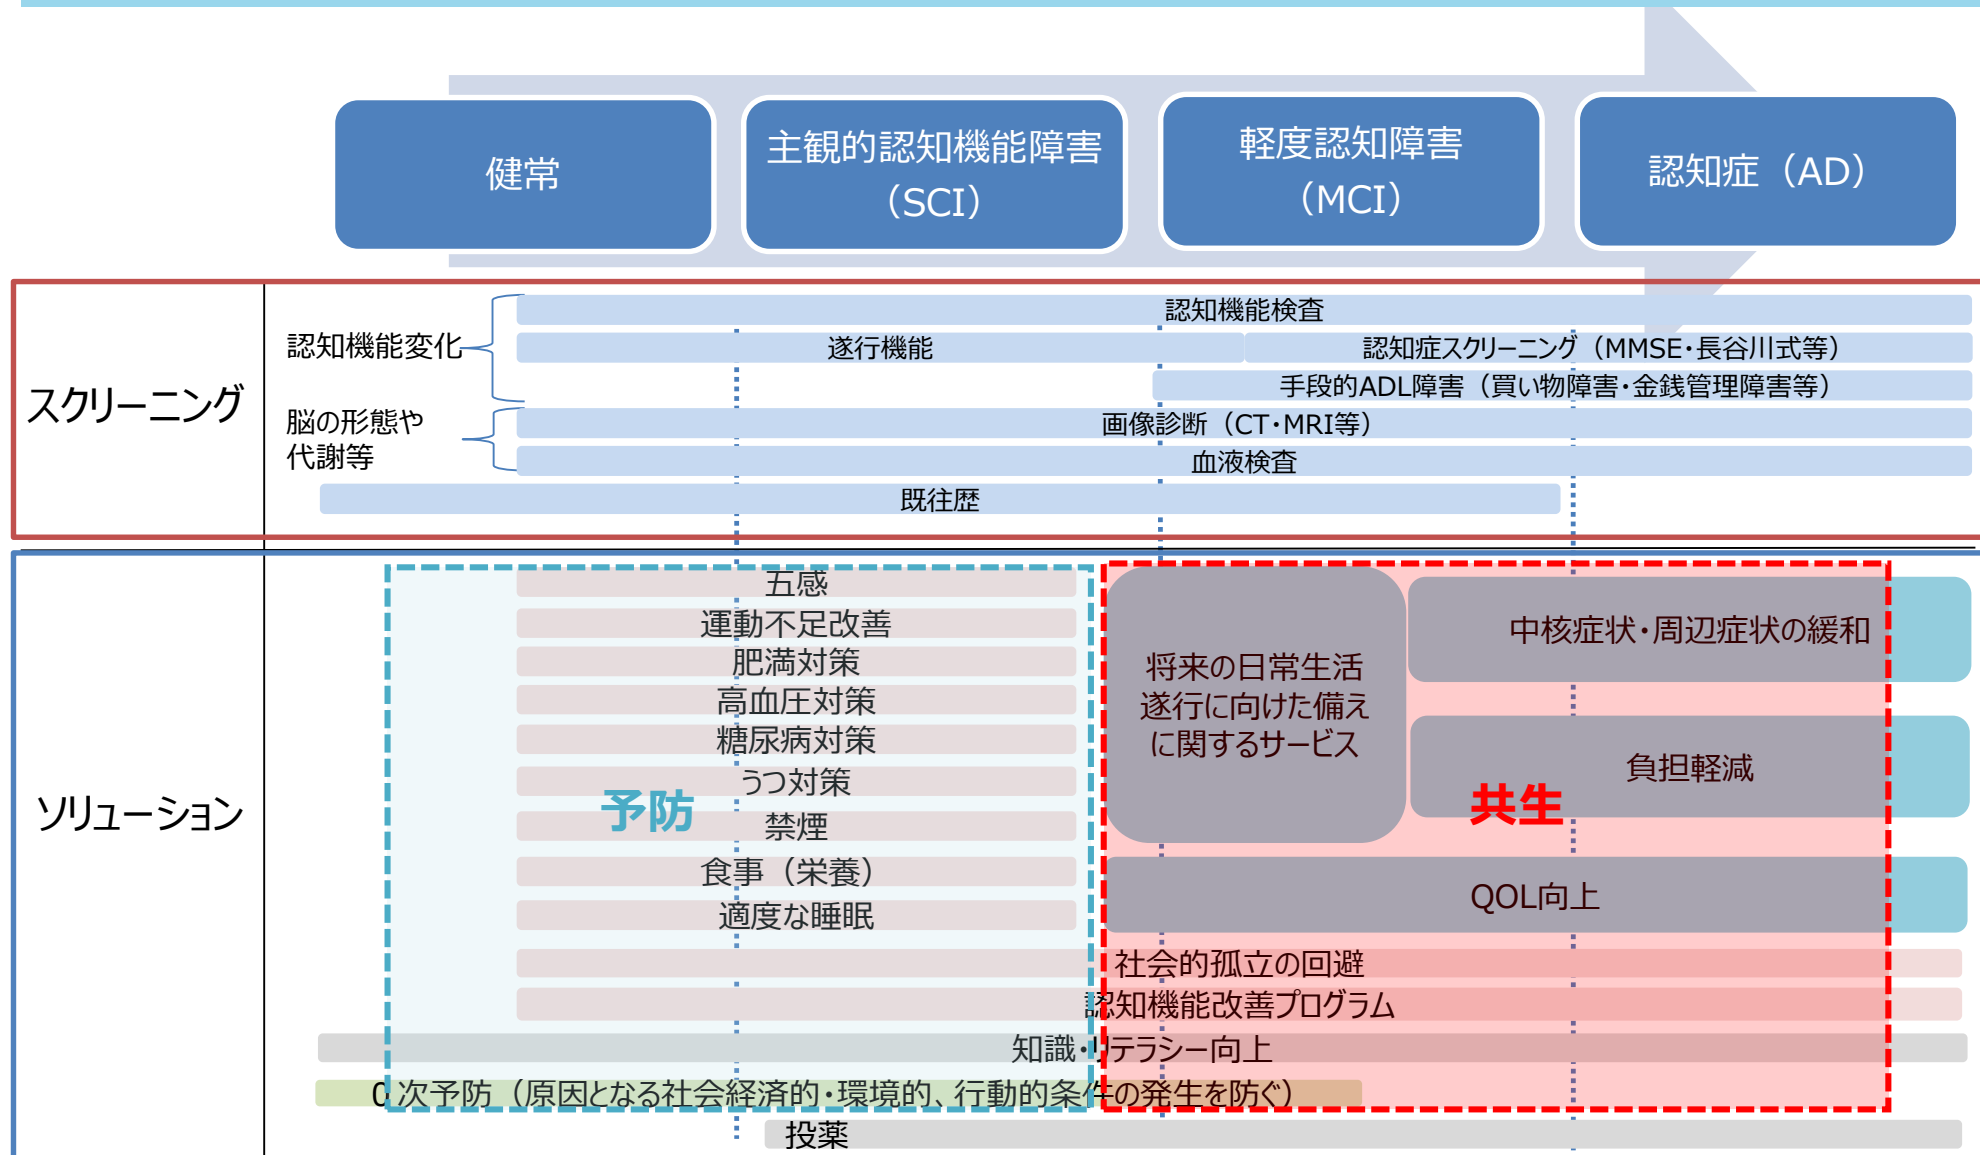 健常
主観的認知機能障害
（SCI）
軽度認知障害
（MCI）
認知症（AD）
スクリーニング
認知機能変化
認知機能検査
遂行機能
認知症スクリーニング（MMSE・長谷川式等）
手段的ADL障害（買い物障害・金銭管理障害等）
脳の形態や
代謝等
画像診断（CT・MRI等）
血液検査
既往歴
ソリューション
五感
運動不足改善
肥満対策
高血圧対策
糖尿病対策
うつ対策
予防
禁煙
食事（栄養）
適度な睡眠
将来の日常生活
遂行に向けた備え
に関するサービス
中核症状・周辺症状の緩和
負担軽減
共生
QOL向上
社会的孤立の回避
認知機能改善プログラム
知識・リテラシー向上
0次予防（原因となる社会経済的・環境的、行動的条件の発生を防ぐ）
投薬